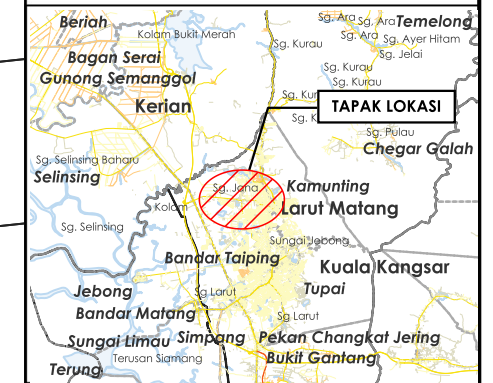 Beriah
Kolam Bukit Merah
Sg. Ara
Sg. Ara
Temelong
Sg. Ara
Sg. Ayer Hitam
Sg. Kurau
Sg. Jelai
Bagan Serai
Sg. Kurau
Gunong Semanggol
Sg. Kurau
Kerian
TAPAK LOKASI
Sg. Pulau
Chegar Galah
Sg. Selinsing Baharu
Selinsing
Sg. Jana
Kamunting
Kolam
Larut Matang
Sg. Selinsing
Sungai Jebong
Bandar Taiping
Kuala Kangsar
Jebong
Sg Larut
Tupai
Bandar Matang
Sg Larut
Sungai Limau
Simpang
Pekan Changkat Jering
Terusan Siamang
Bukit Gantang
Terung